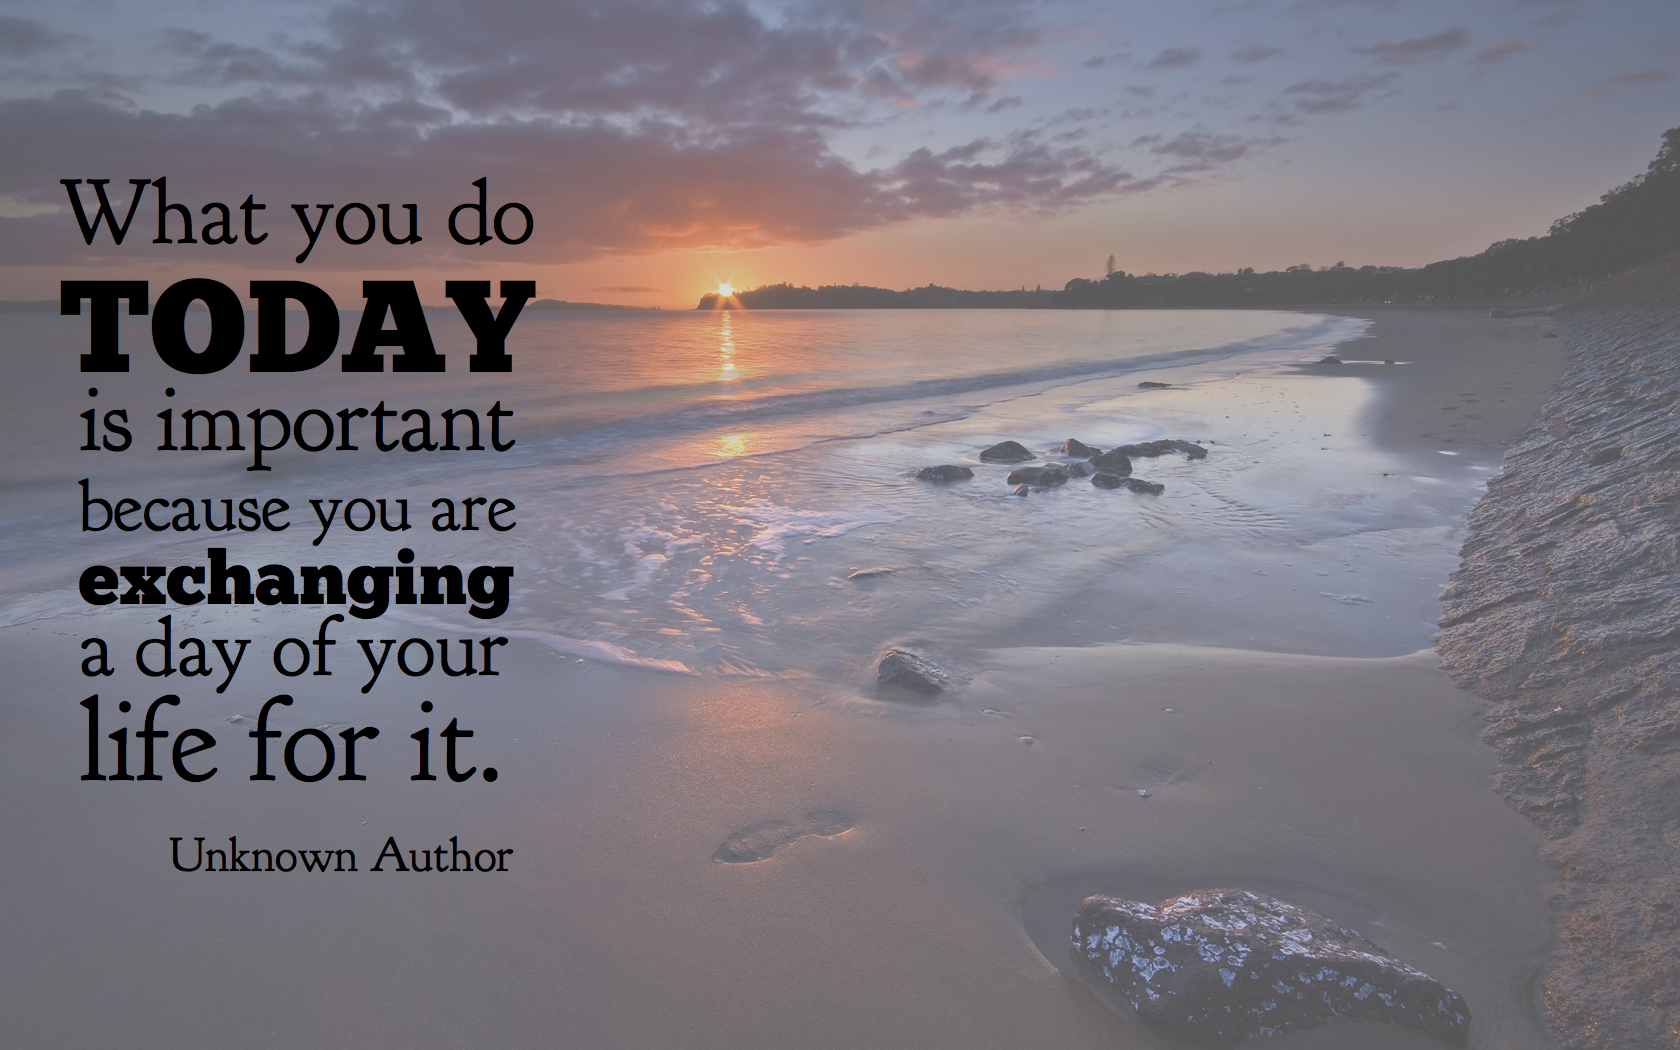 What you do
TODAY
is important
because you are
exchanging
a day of your
life for it.
Unknown Author